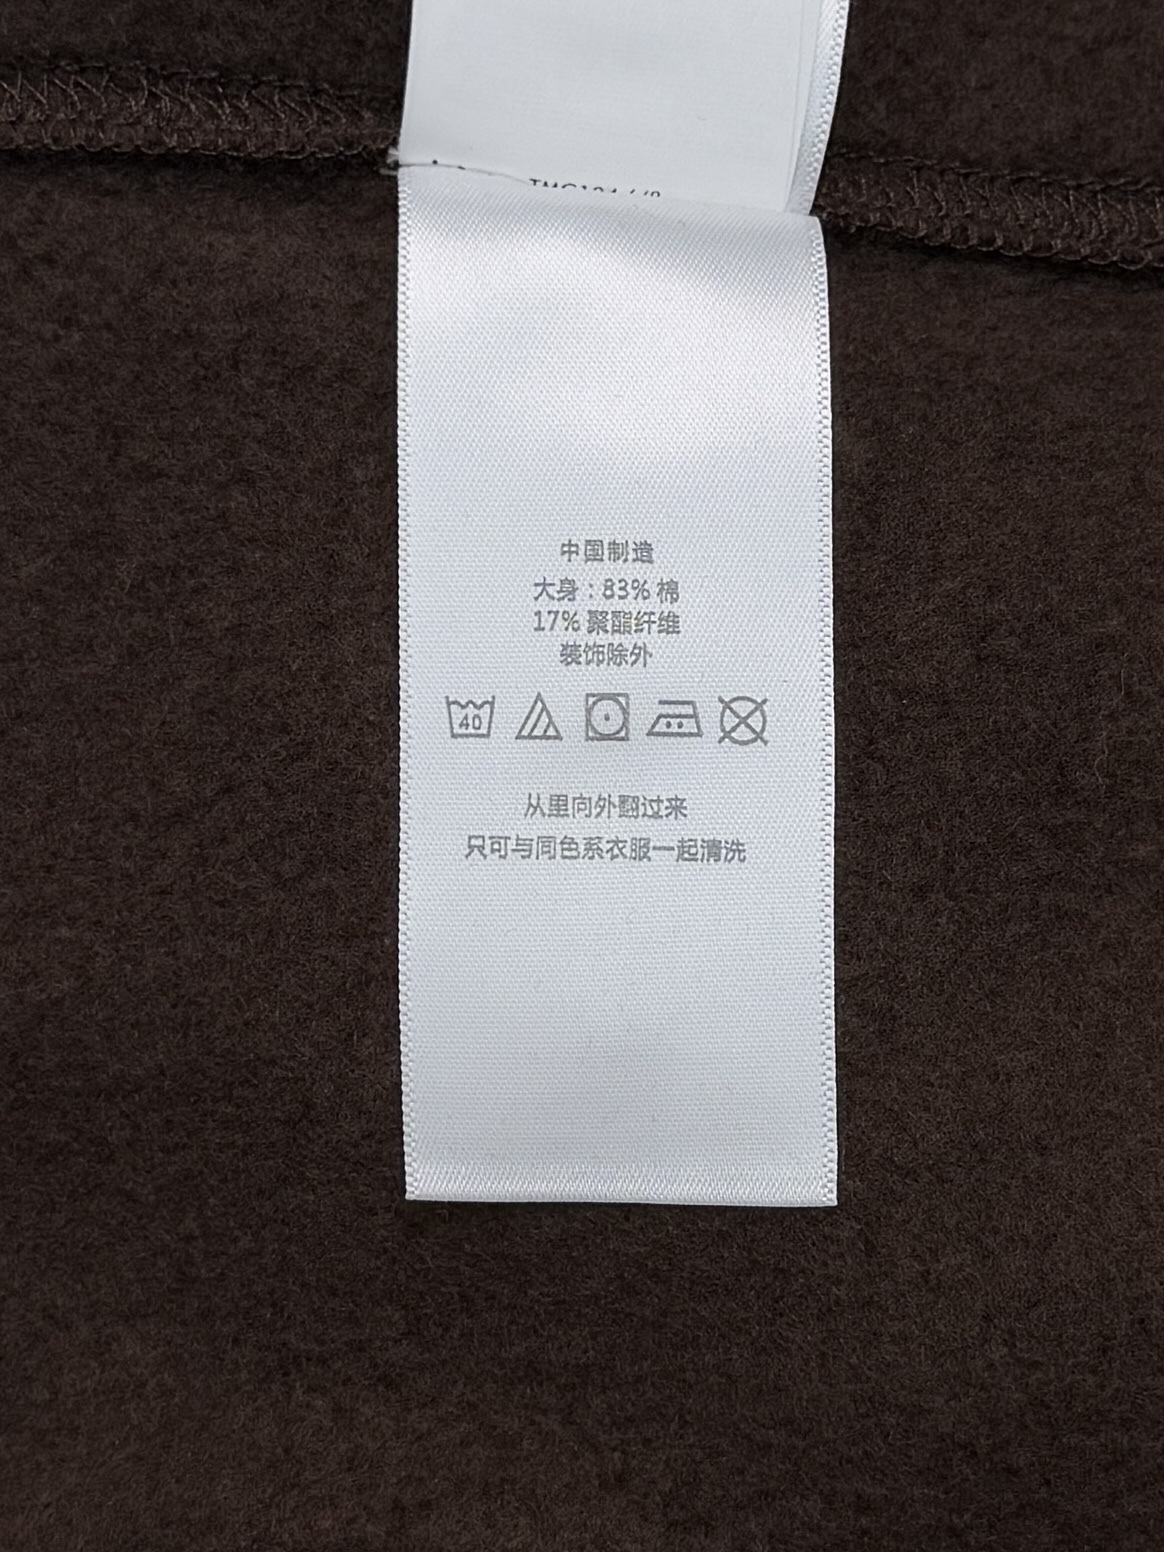 中国制造
大身 : 83% 棉
17% 聚酯纤维
装饰除外
40
从里向外翻过来
只可与同色系衣服一起清洗